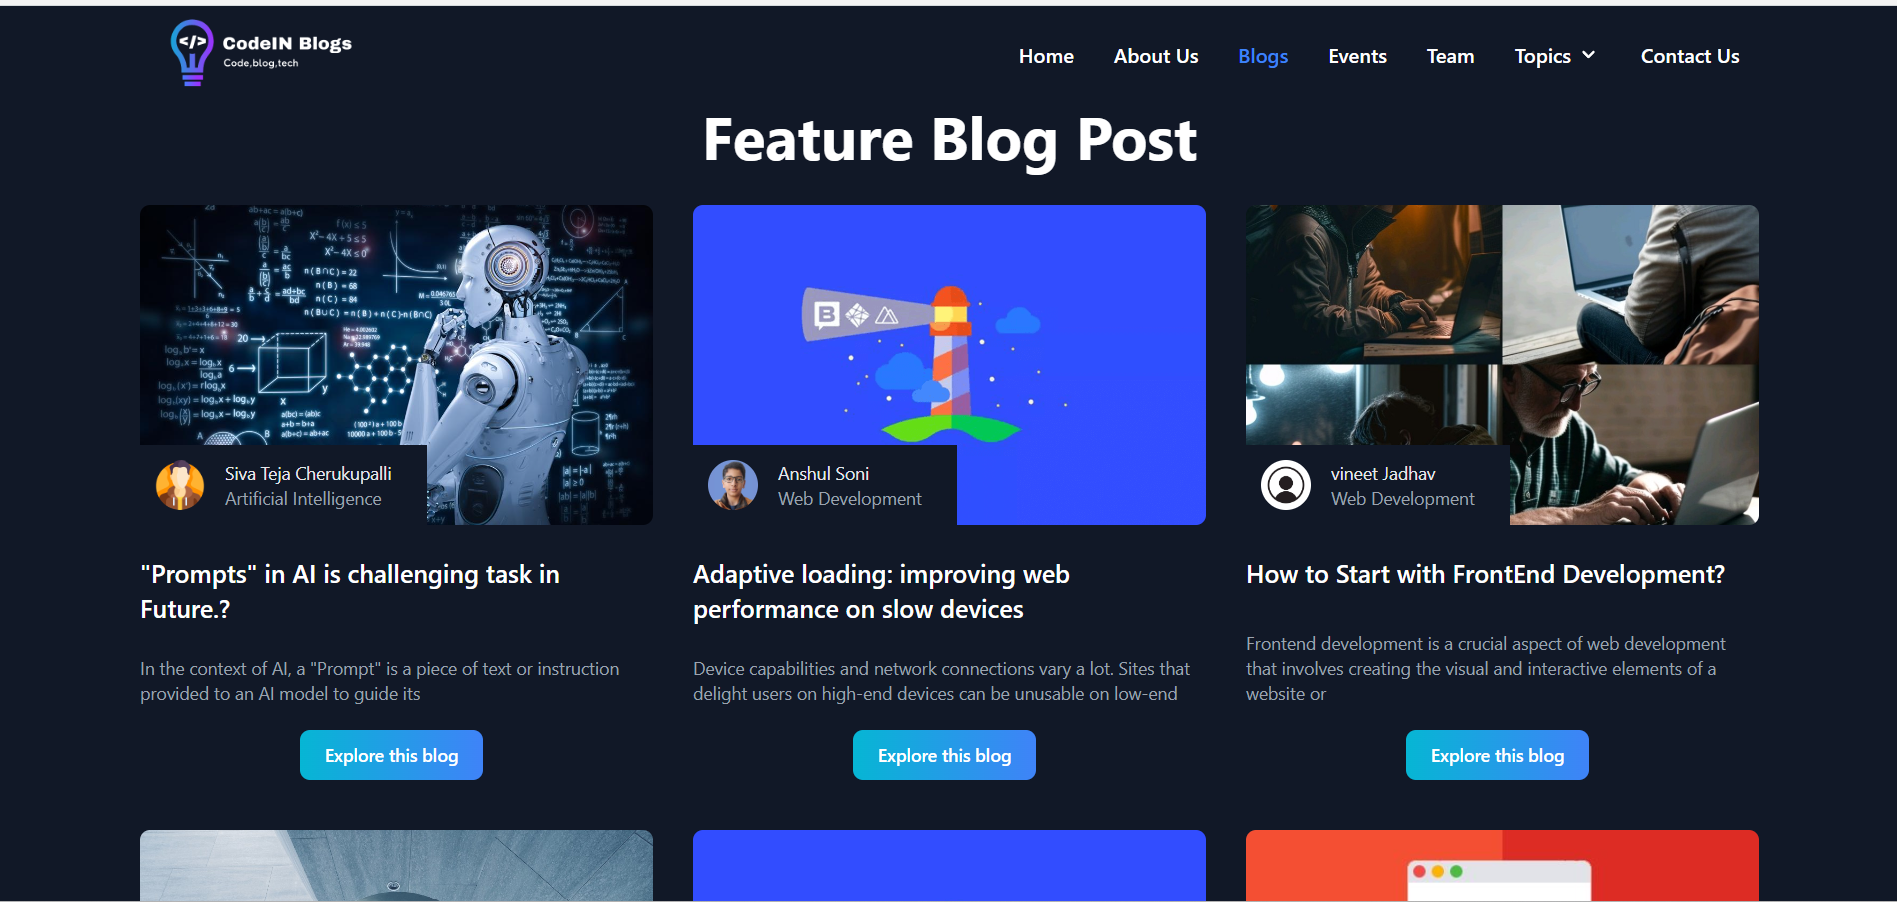 </>
CodeIN Blogs
Code,blog,tech
Home
About Us
Blogs
Events
Team
Topics
Contact Us
Feature Blog Post
n ( B ∩ C ) = 22
n ( B ) = 68
n ( C ) = 84
n ( B ∪ C ) = n ( B ) + n ( C ) - n ( B ∩ C )
20
6
x
y
B
Siva Teja Cherukupalli
Artificial Intelligence
Anshul Soni
Web Development
vineet Jadhav
Web Development
"Prompts" in AI is challenging task in
Future.?
In the context of AI, a "Prompt" is a piece of text or instruction
provided to an AI model to guide its
Explore this blog
Adaptive loading: improving web
performance on slow devices
Device capabilities and network connections vary a lot. Sites that
delight users on high-end devices can be unusable on low-end
Explore this blog
How to Start with FrontEnd Development?
Frontend development is a crucial aspect of web development
that involves creating the visual and interactive elements of a
website or
Explore this blog